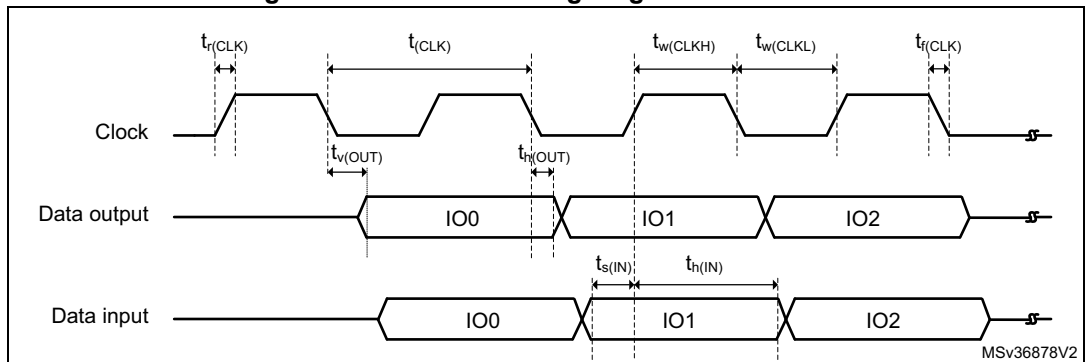 tr(CLK) t(CLK) tw(CLKH) tw(CLKL) tf(CLK)
Clock
tv(OUT) th(OUT)
Data output IO0 IO1 IO2
ts(IN) th(IN)
Data input IO0 IO1 IO2
MSv36878V2